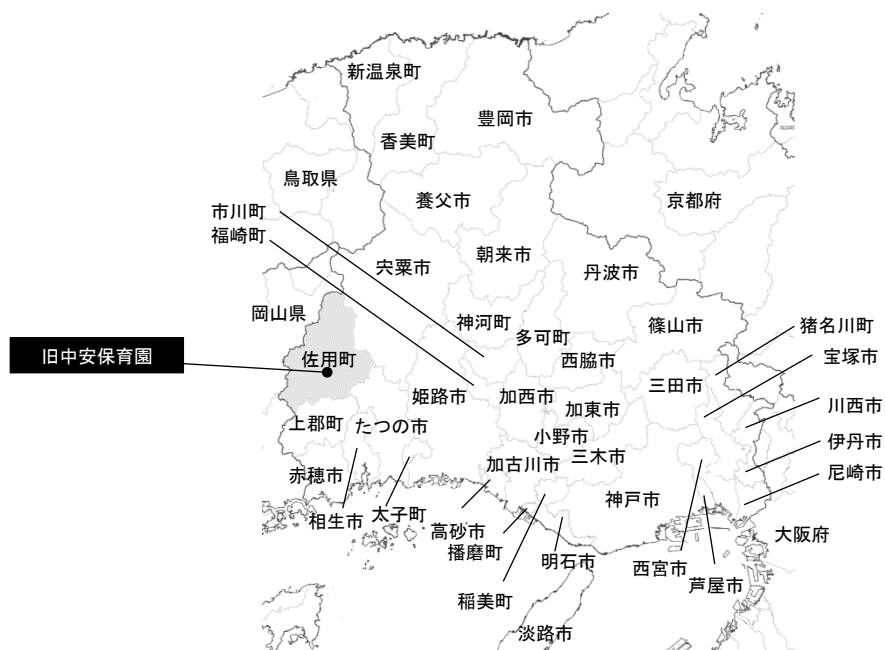 新温泉町
豊岡市
香美町
鳥取県
養父市
京都府
市川町
福崎町
朝来市
宍粟市
丹波市
岡山県
神河町
篠山市
猪名川町
多可町
旧中安保育園
佐用町
西脇市
宝塚市
三田市
姫路市
加西市
川西市
加東市
上郡町
たつの市
小野市
伊丹市
三木市
加古川市
赤穂市
尼崎市
神戸市
相生市
太子町
高砂市
大阪府
播磨町
明石市
西宮市
芦屋市
稲美町
淡路市